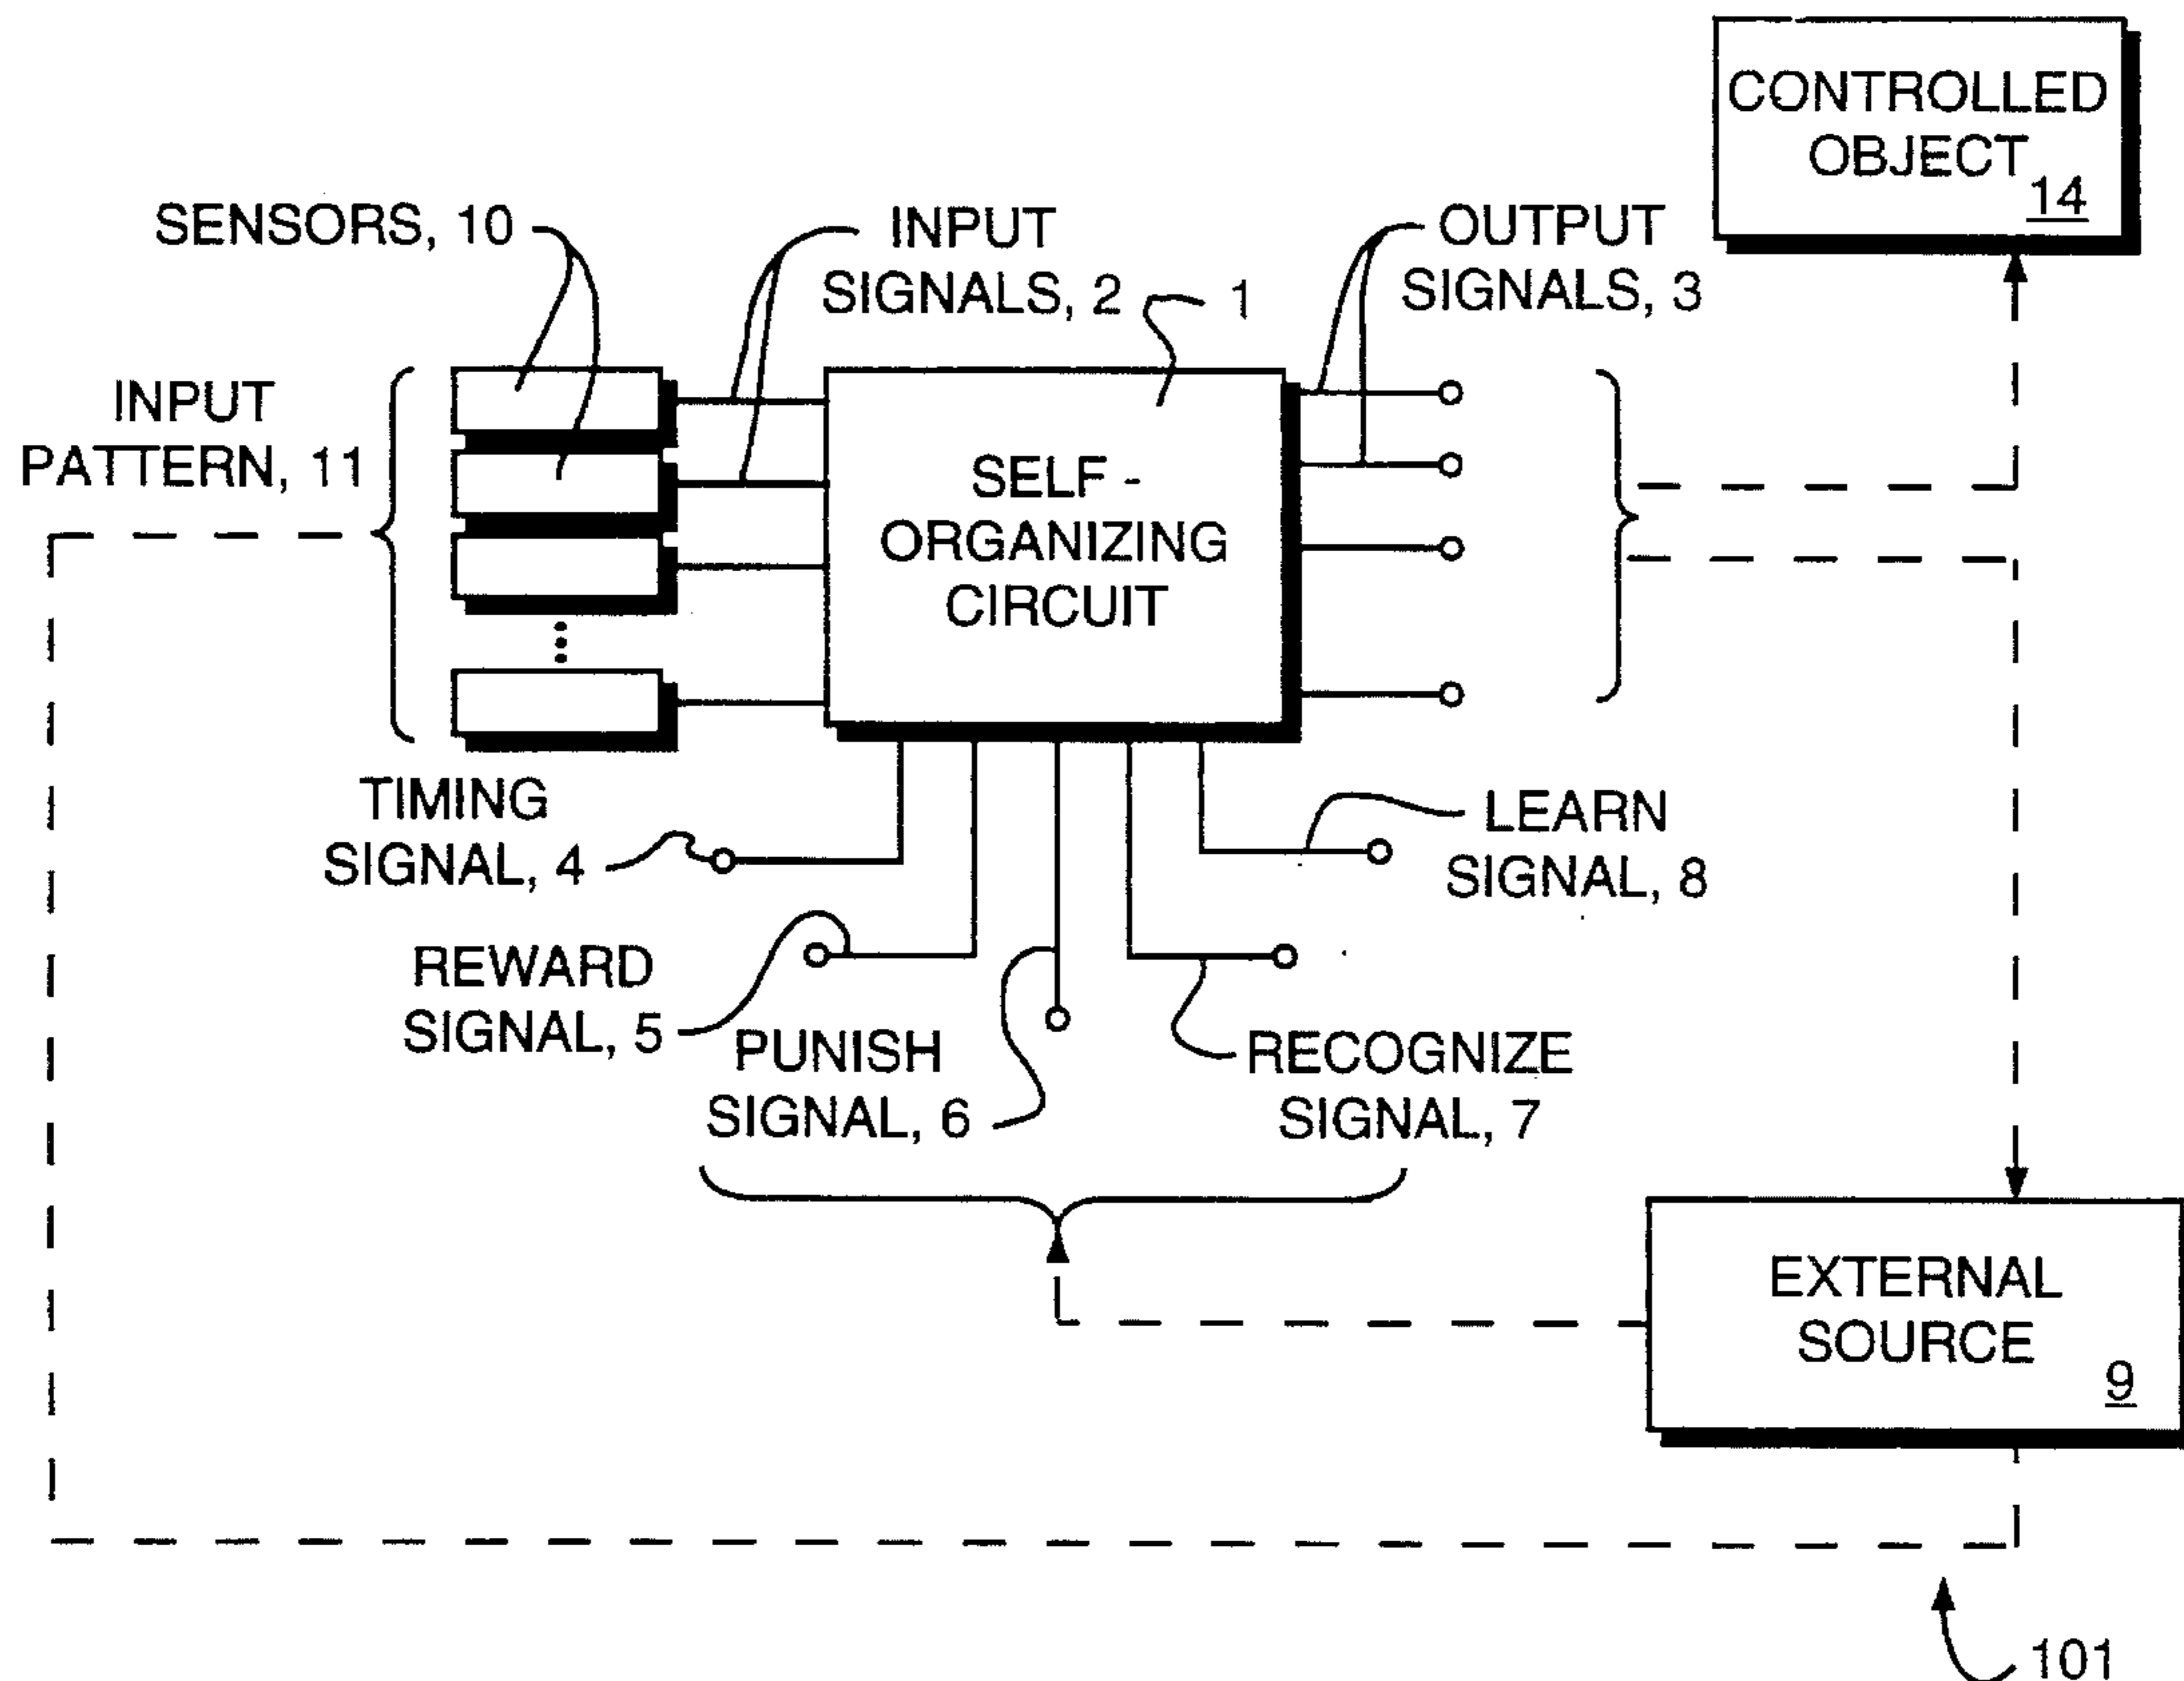 CONTROLLED
OBJECT
14
SENSORS, 10
INPUT
SIGNALS, 2
1
OUTPUT
SIGNALS, 3
INPUT
PATTERN, 11
SELF -
ORGANIZING
CIRCUIT
TIMING
SIGNAL, 4
LEARN
SIGNAL, 8
REWARD
SIGNAL, 5
PUNISH
SIGNAL, 6
RECOGNIZE
SIGNAL, 7
EXTERNAL
SOURCE
9
101